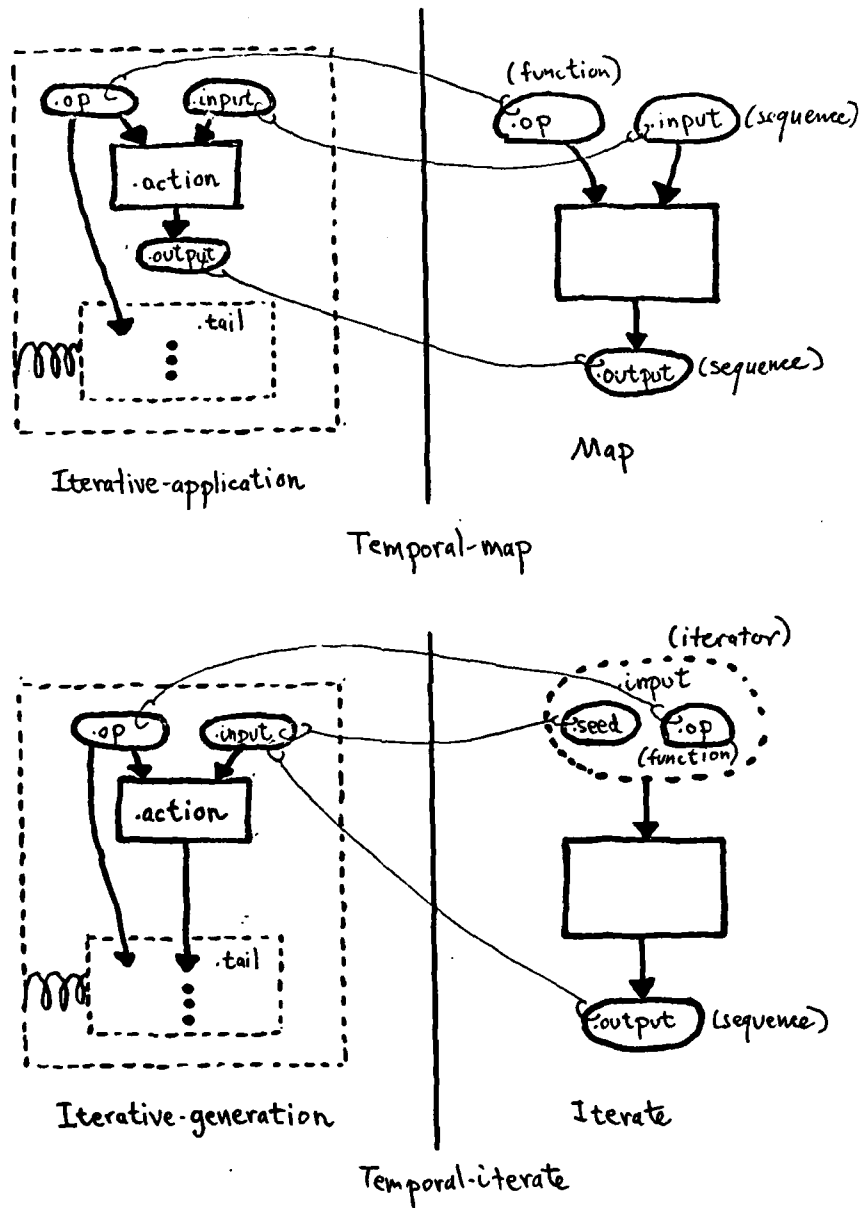 (function)
.op
.input
.op
.input
(sequence)
.action
.output
.tail
.output
(sequence)
Map
Iterative-application
Temporal-map
(iterator)
.input
.op
.input
.seed
.op
(function)
.action
.tail
.output
(sequence)
Iterative-generation
Iterate
Temporal-iterate